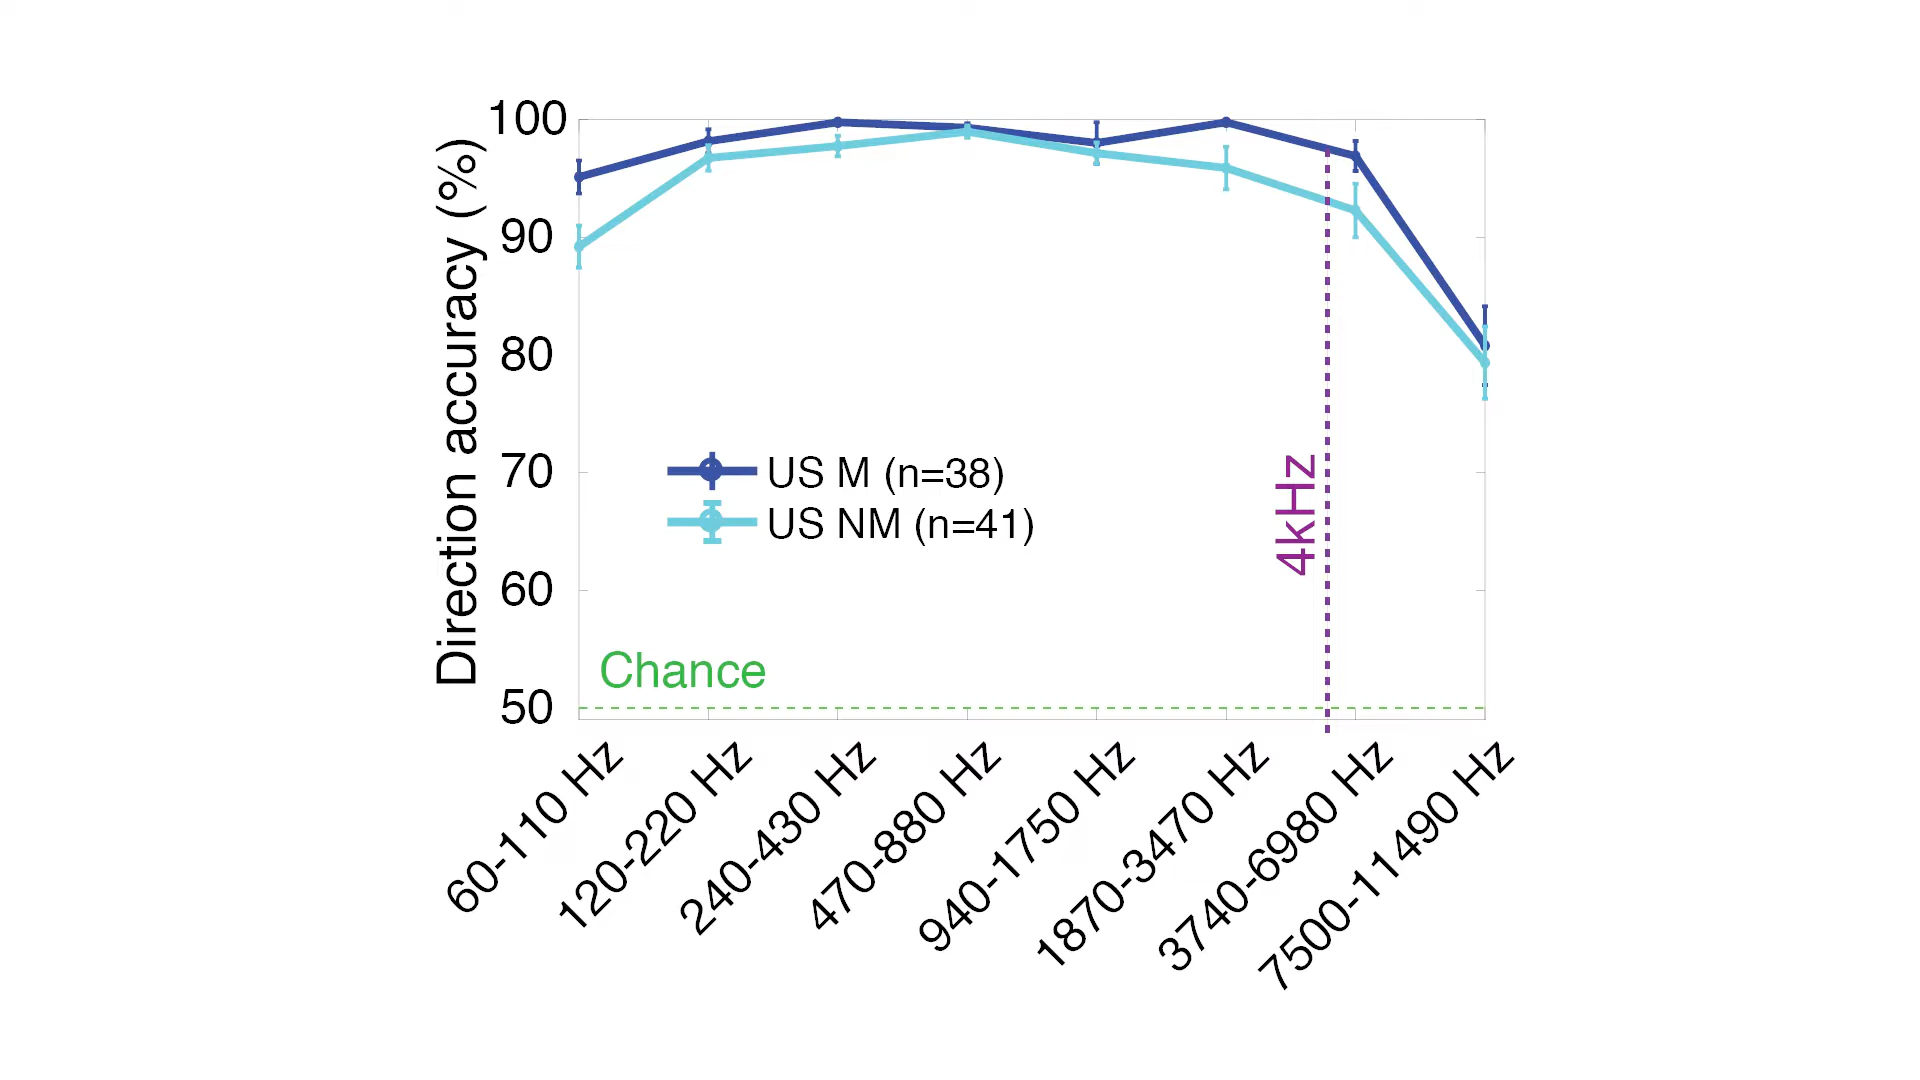 Direction accuracy (%)
100
90
80
70
60
50
US M (n=38)
US NM (n=41)
4kHz
Chance
60-110 Hz
120-220 Hz
240-430 Hz
470-880 Hz
940-1750 Hz
1870-3470 Hz
3740-6980 Hz
7500-11490 Hz